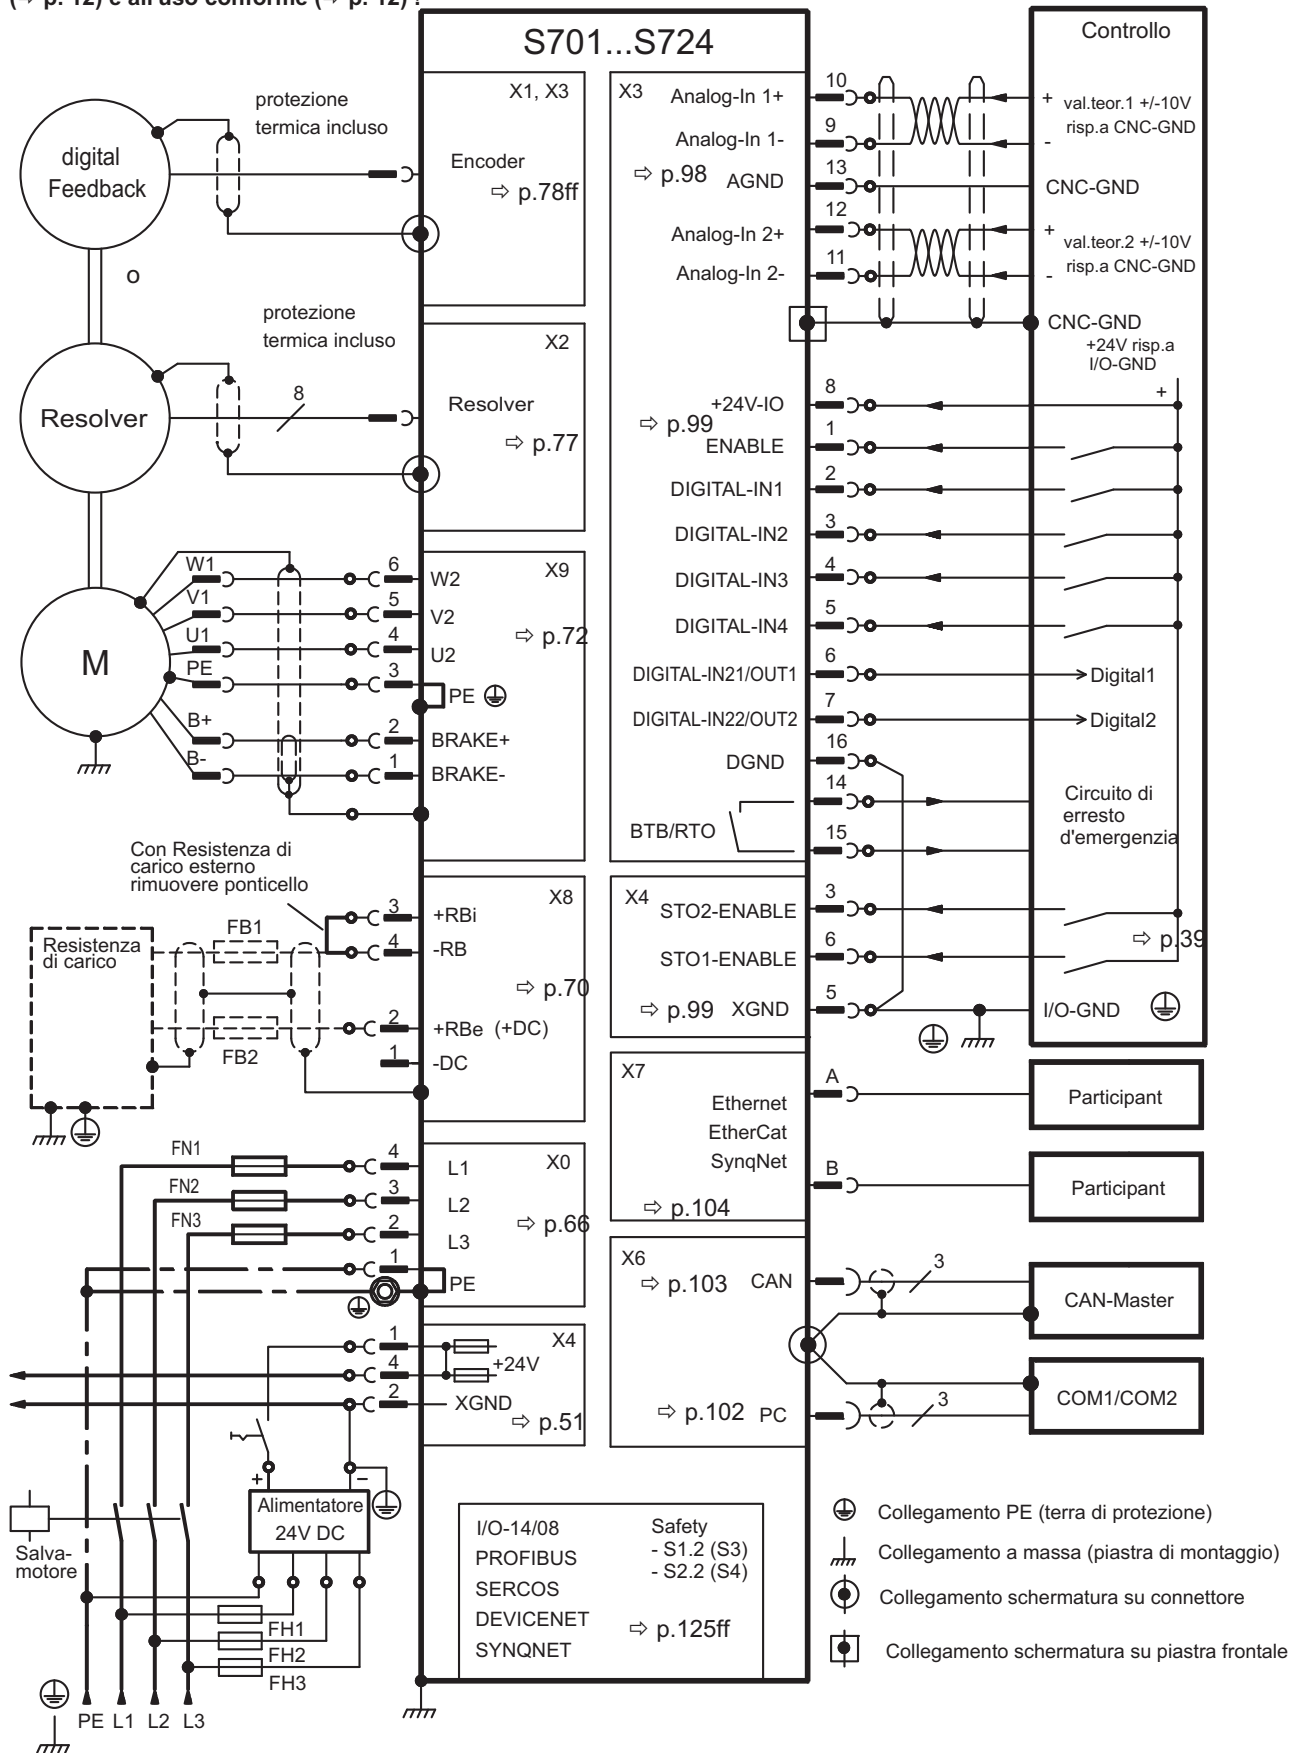 (⇨ p. 12) e all'uso conforme (⇨ p. 12) !
S701...S724
Controllo
digital
Feedback
protezione
termica incluso
X1, X3
Encoder
⇨ p.78ff
o
Resolver
protezione
termica incluso
8
X2
Resolver
⇨ p.77
M
W1
V1
U1
PE
B+
B-
6
5
4
3
2
1
X9
W2
V2
U2
PE
BRAKE+
BRAKE-
⇨ p.72
Con Resistenza di
carico esterno
rimuovere ponticello
Resistenza
di carico
FB1
FB2
3
4
2
1
X8
+RBi
-RB
+RBe (+DC)
-DC
⇨ p.70
FN1
FN2
FN3
4
3
2
1
X0
L1
L2
L3
PE
⇨ p.66
1
4
2
X4
+24V
XGND
⇨ p.51
+
−
Alimentatore
24V DC
Salva-
motore
FH1
FH2
FH3
PE L1 L2 L3
X3
Analog-In 1+
Analog-In 1-
⇨ p.98 AGND
Analog-In 2+
Analog-In 2-
10
9
13
12
11
+ val.teor.1 +/-10V
- risp.a CNC-GND
CNC-GND
+ val.teor.2 +/-10V
- risp.a CNC-GND
CNC-GND
+24V risp.a
I/O-GND
+
+24V-IO
⇨ p.99
ENABLE
DIGITAL-IN1
DIGITAL-IN2
DIGITAL-IN3
DIGITAL-IN4
DIGITAL-IN21/OUT1
DIGITAL-IN22/OUT2
DGND
BTB/RTO
8
1
2
3
4
5
6
7
16
14
15
Digital1
Digital2
Circuito di
erresto
d'emergenzia
X4
STO2-ENABLE
STO1-ENABLE
⇨ p.99 XGND
3
6
5
⇨ p.39
I/O-GND
X7
Ethernet
EtherCat
SynqNet
⇨ p.104
A
B
Participant
Participant
X6
⇨ p.103 CAN
⇨ p.102 PC
3
3
CAN-Master
COM1/COM2
I/O-14/08
PROFIBUS
SERCOS
DEVICENET
SYNQNET
Safety
- S1.2 (S3)
- S2.2 (S4)
⇨ p.125ff
Collegamento PE (terra di protezione)
Collegamento a massa (piastra di montaggio)
Collegamento schermatura su connettore
Collegamento schermatura su piastra frontale